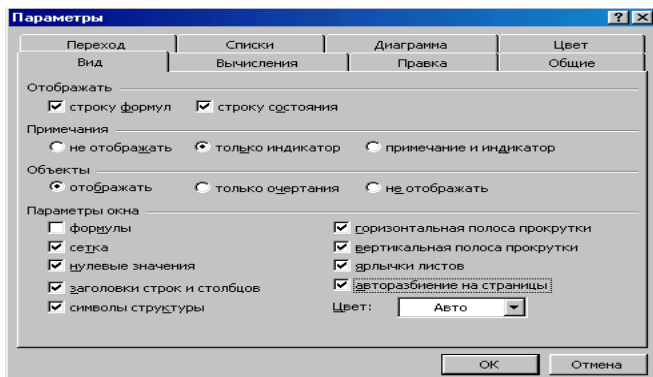 Параметры
Переход Списки Диаграмма Цвет
Вид Вычисления Правка Общие
Отображать
строку формул строку состояния
Примечания
не отображать только индикатор примечание и индикатор
Объекты
отображать только очертания не отображать
Параметры окна
формулы горизонтальная полоса прокрутки
сетка вертикальная полоса прокрутки
нулевые значения ярлычки листов
заголовки строк и столбцов авторазбиение на страницы
символы структуры Цвет: Авто
ОК Отмена